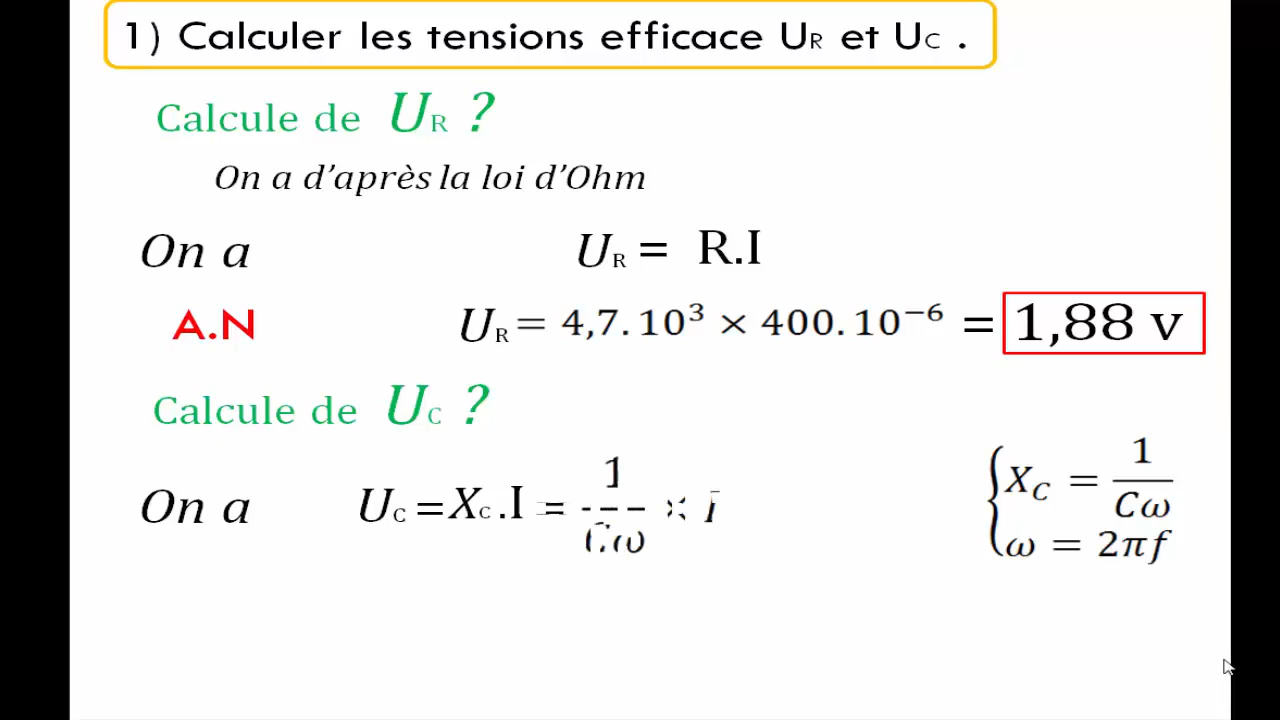 1) Calculer les tensions efficace UR et UC .
Calcule de UR ?
On a d'après la loi d'Ohm
On a UR = R.I
A.N UR = 4,7. 10³ × 400. 10⁻⁶ = 1,88 v
Calcule de UC ?
On a UC = XC .I = 1/Cω × I
{ XC = 1/Cω
ω = 2πf